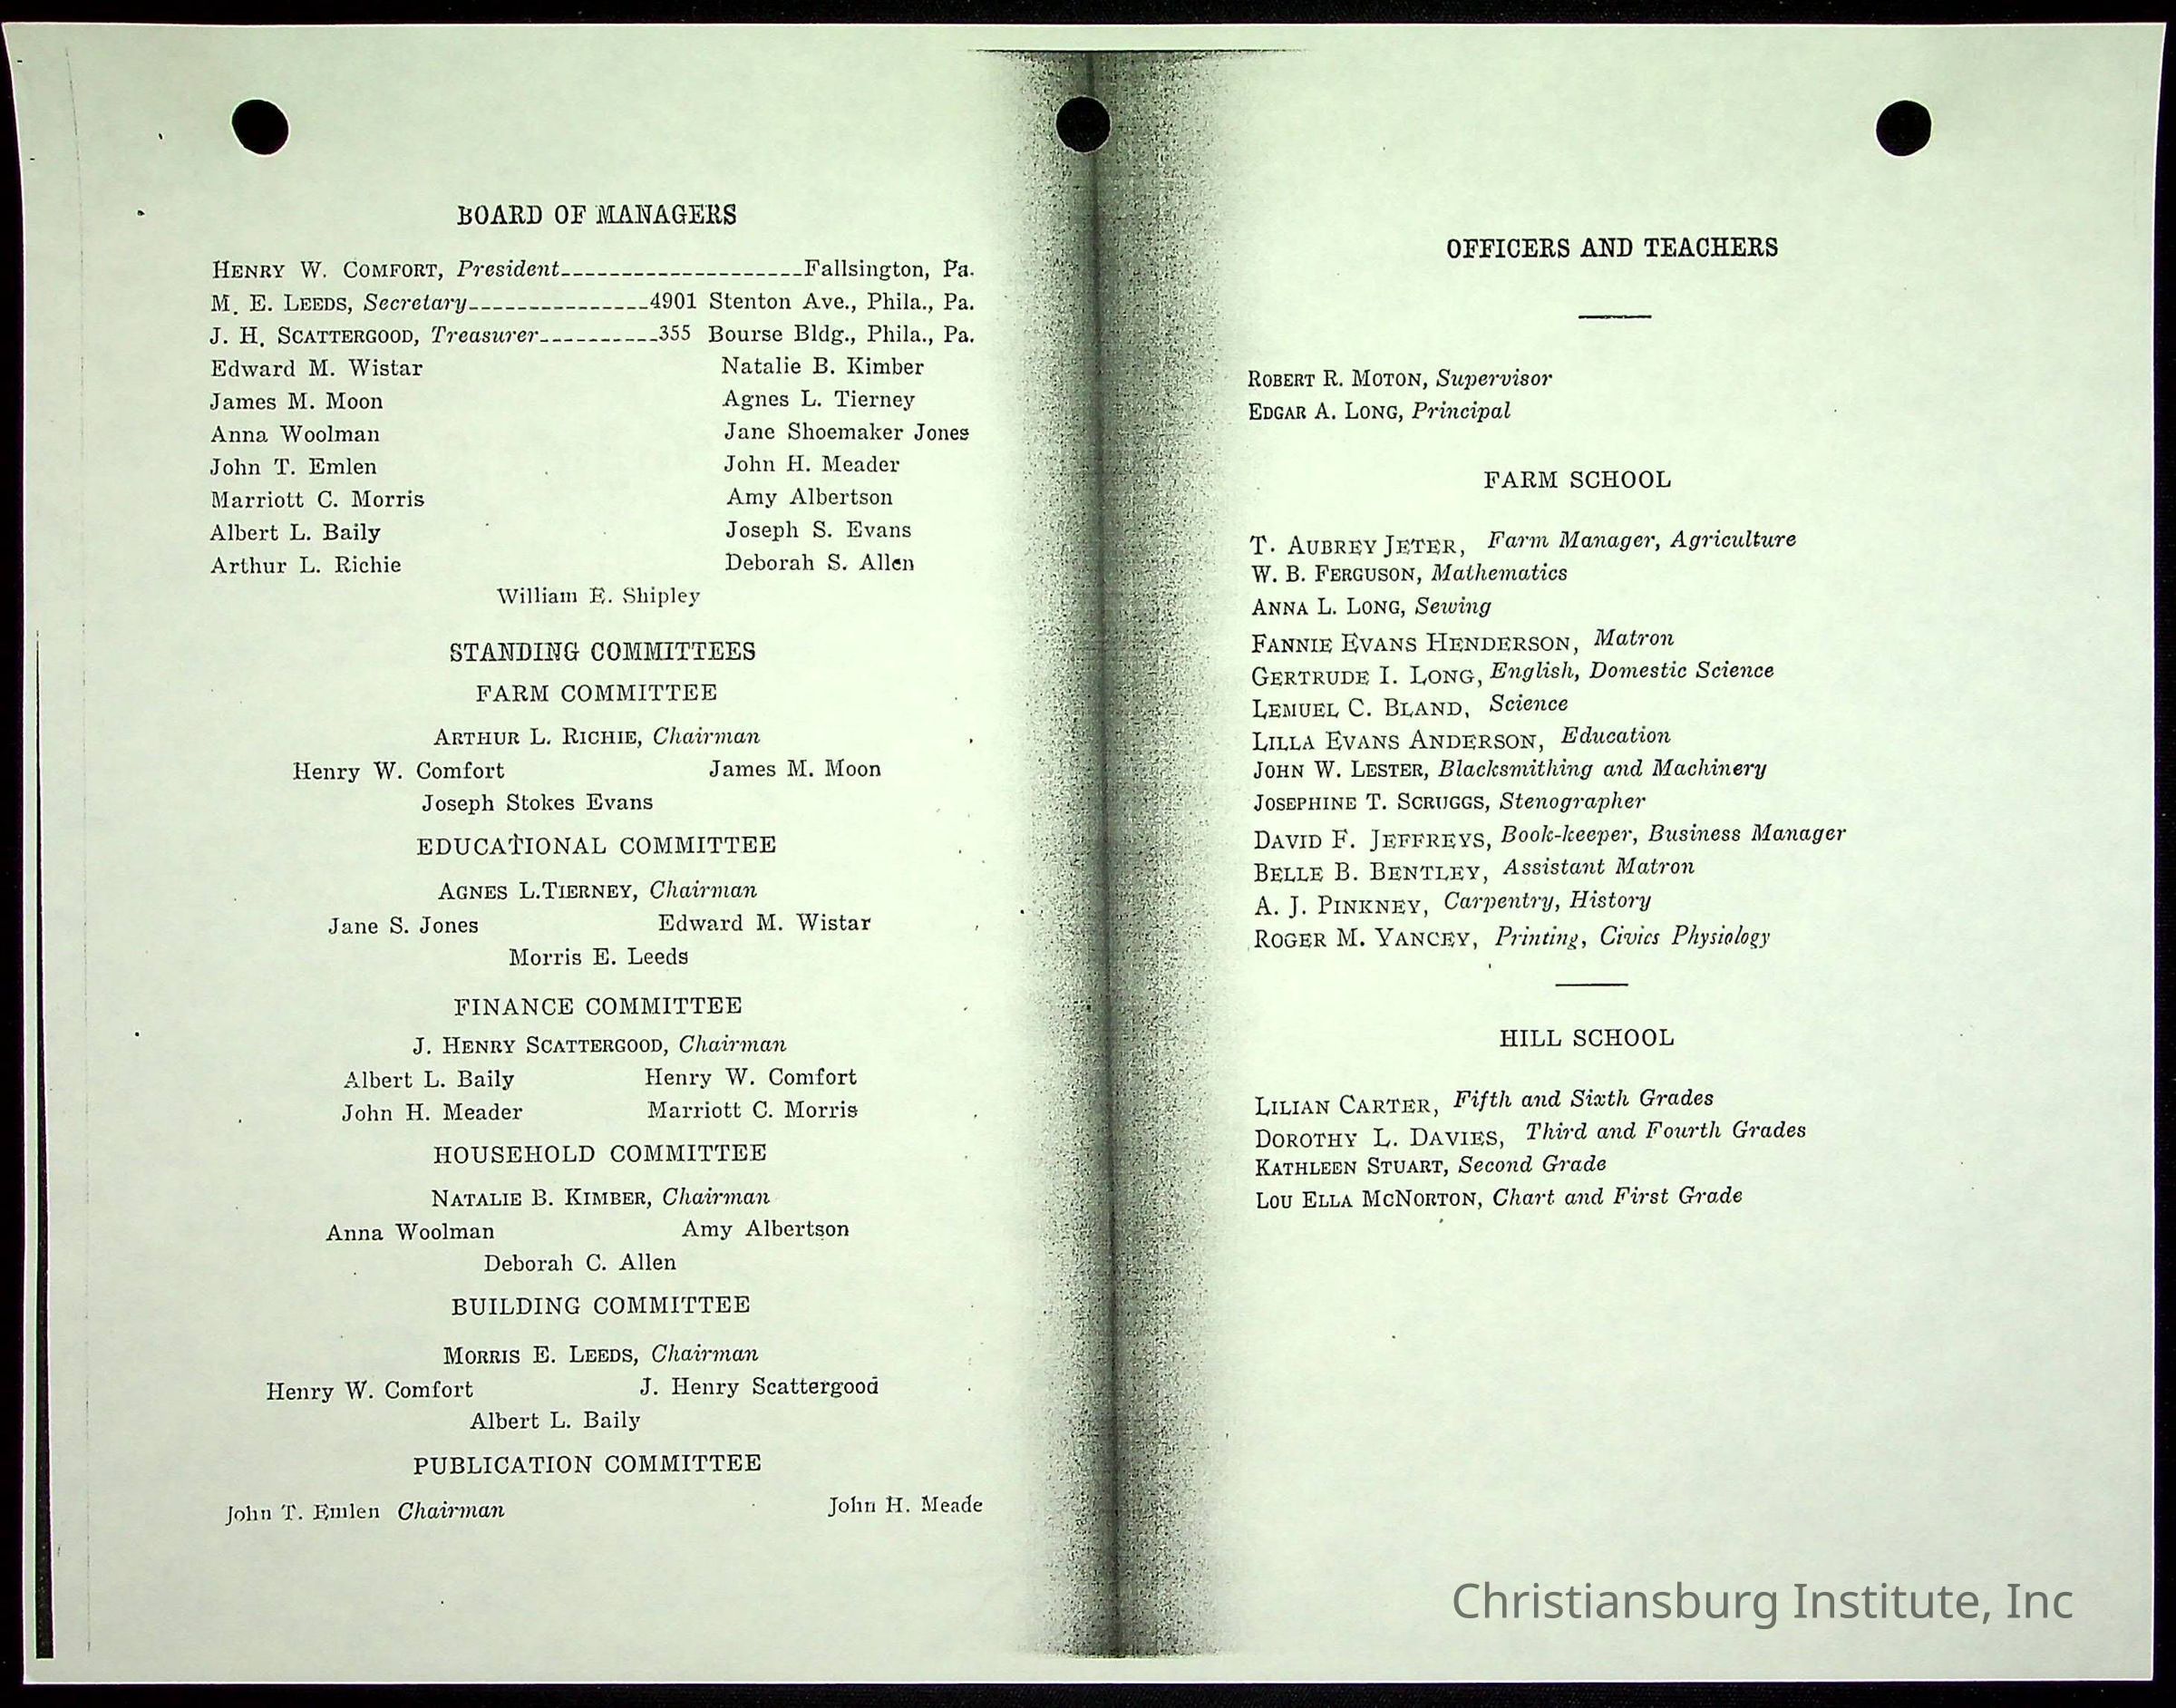 BOARD OF MANAGERS
HENRY W. COMFORT, President--------------------Fallsington, Pa.
M. E. LEEDS, Secretary---------------4901 Stenton Ave., Phila., Pa.
J. H. SCATTERGOOD, Treasurer----------355 Bourse Bldg., Phila., Pa.
Edward M. Wistar Natalie B. Kimber
James M. Moon Agnes L. Tierney
Anna Woolman Jane Shoemaker Jones
John T. Emlen John H. Meader
Marriott C. Morris Amy Albertson
Albert L. Baily Joseph S. Evans
Arthur L. Richie Deborah S. Allen
William E. Shipley
STANDING COMMITTEES
FARM COMMITTEE
ARTHUR L. RICHIE, Chairman
Henry W. Comfort James M. Moon
Joseph Stokes Evans
EDUCATIONAL COMMITTEE
AGNES L.TIERNEY, Chairman
Jane S. Jones Edward M. Wistar
Morris E. Leeds
FINANCE COMMITTEE
J. HENRY SCATTERGOOD, Chairman
Albert L. Baily Henry W. Comfort
John H. Meader Marriott C. Morris
HOUSEHOLD COMMITTEE
NATALIE B. KIMBER, Chairman
Anna Woolman Amy Albertson
Deborah C. Allen
BUILDING COMMITTEE
MORRIS E. LEEDS, Chairman
Henry W. Comfort J. Henry Scattergood
Albert L. Baily
PUBLICATION COMMITTEE
John T. Emlen Chairman John H. Meade
OFFICERS AND TEACHERS
ROBERT R. MOTON, Supervisor
EDGAR A. LONG, Principal
FARM SCHOOL
T. AUBREY JETER, Farm Manager, Agriculture
W. B. FERGUSON, Mathematics
ANNA L. LONG, Sewing
FANNIE EVANS HENDERSON, Matron
GERTRUDE I. LONG, English, Domestic Science
LEMUEL C. BLAND, Science
LILLA EVANS ANDERSON, Education
JOHN W. LESTER, Blacksmithing and Machinery
JOSEPHINE T. SCRUGGS, Stenographer
DAVID F. JEFFREYS, Book-keeper, Business Manager
BELLE B. BENTLEY, Assistant Matron
A. J. PINKNEY, Carpentry, History
ROGER M. YANCEY, Printing, Civics Physiology
HILL SCHOOL
LILIAN CARTER, Fifth and Sixth Grades
DOROTHY L. DAVIES, Third and Fourth Grades
KATHLEEN STUART, Second Grade
LOU ELLA MCNORTON, Chart and First Grade
Christiansburg Institute, Inc